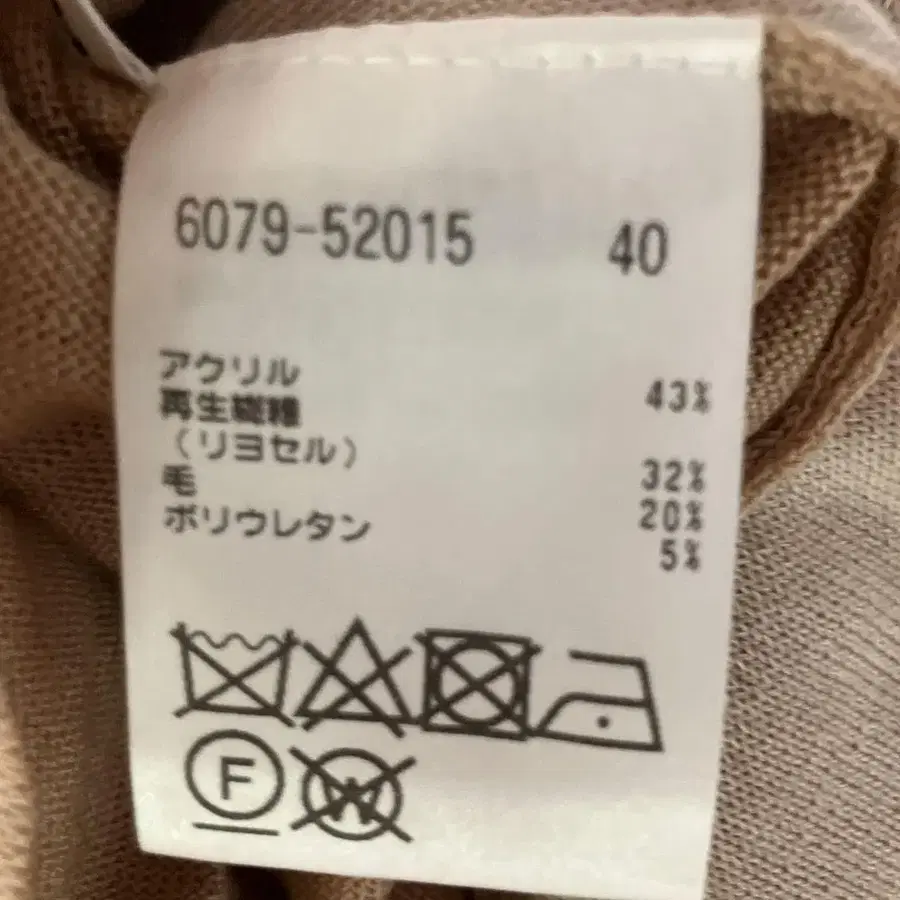 6079-52015 40
アクリル 43%
再生繊維
（リヨセル） 32%
毛 20%
ポリウレタン 5%
F W